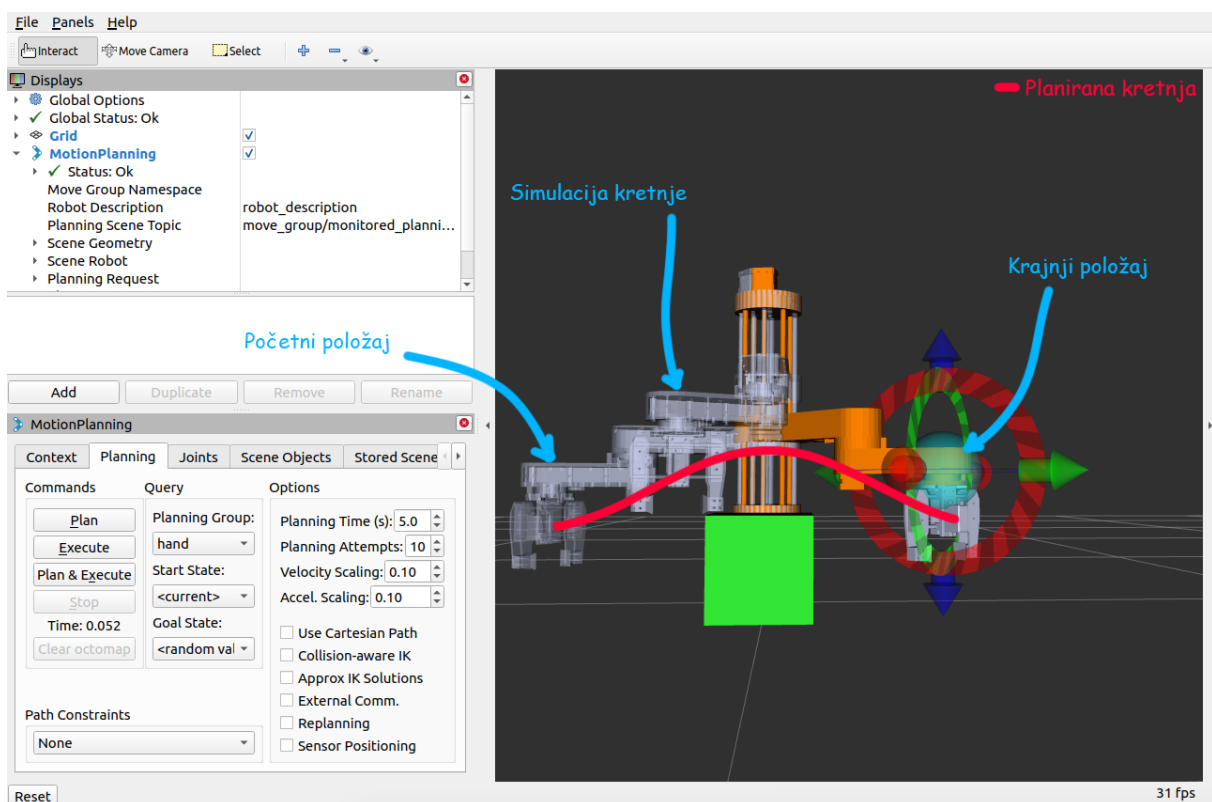 File Panels Help
Interact Move Camera Select
Displays
Global Options
Global Status: Ok
Grid
MotionPlanning
Status: Ok
Move Group Namespace
Robot Description robot_description
Planning Scene Topic move_group/monitored_planni...
Scene Geometry
Scene Robot
Planning Request
Add Duplicate Remove Rename
MotionPlanning
Context Planning Joints Scene Objects Stored Scene
Commands
Plan
Execute
Plan & Execute
Stop
Time: 0.052
Clear octomap
Query
Planning Group:
hand
Start State:
<current>
Goal State:
<random val
Options
Planning Time (s): 5.0
Planning Attempts: 10
Velocity Scaling: 0.10
Accel. Scaling: 0.10
Use Cartesian Path
Collision-aware IK
Approx IK Solutions
External Comm.
Replanning
Sensor Positioning
Path Constraints
None
Reset
Planirana kretnja
Simulacija kretnje
Krajnji položaj
Početni položaj
31 fps